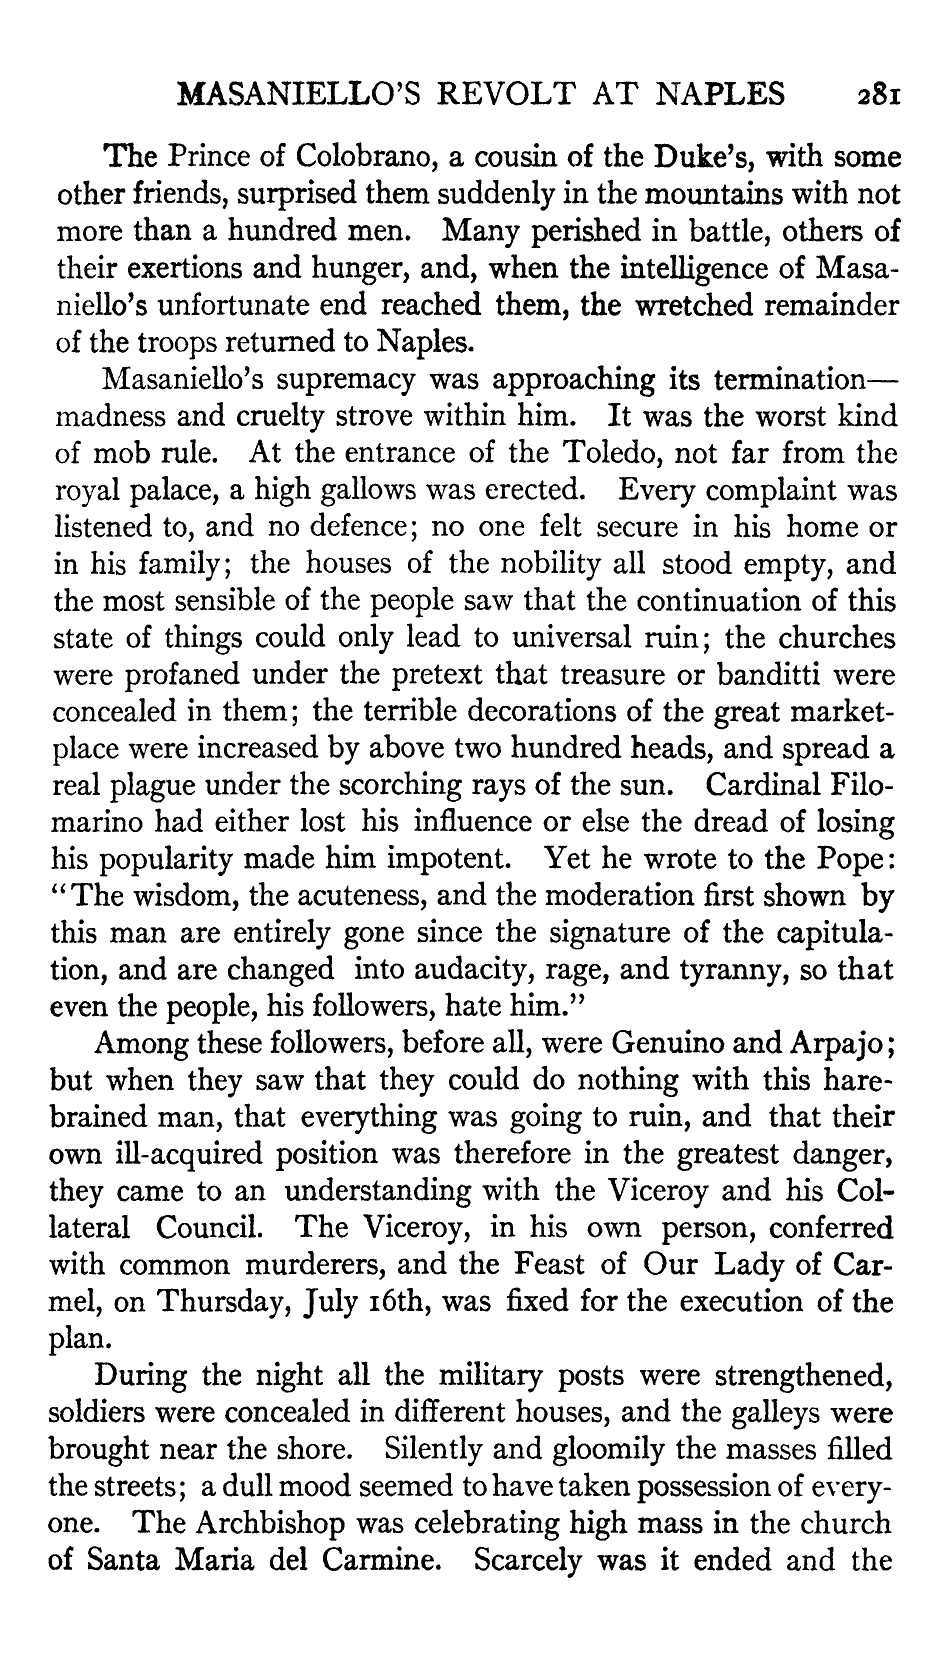 MASANIELLO'S REVOLT AT NAPLES 281
The Prince of Colobrano, a cousin of the Duke's, with some
other friends, surprised them suddenly in the mountains with not
more than a hundred men. Many perished in battle, others of
their exertions and hunger, and, when the intelligence of Masa-
niello's unfortunate end reached them, the wretched remainder
of the troops returned to Naples.
Masaniello's supremacy was approaching its termination—
madness and cruelty strove within him. It was the worst kind
of mob rule. At the entrance of the Toledo, not far from the
royal palace, a high gallows was erected. Every complaint was
listened to, and no defence; no one felt secure in his home or
in his family; the houses of the nobility all stood empty, and
the most sensible of the people saw that the continuation of this
state of things could only lead to universal ruin; the churches
were profaned under the pretext that treasure or banditti were
concealed in them; the terrible decorations of the great market-
place were increased by above two hundred heads, and spread a
real plague under the scorching rays of the sun. Cardinal Filo-
marino had either lost his influence or else the dread of losing
his popularity made him impotent. Yet he wrote to the Pope:
"The wisdom, the acuteness, and the moderation first shown by
this man are entirely gone since the signature of the capitula-
tion, and are changed into audacity, rage, and tyranny, so that
even the people, his followers, hate him."
Among these followers, before all, were Genuino and Arpajo;
but when they saw that they could do nothing with this hare-
brained man, that everything was going to ruin, and that their
own ill-acquired position was therefore in the greatest danger,
they came to an understanding with the Viceroy and his Col-
lateral Council. The Viceroy, in his own person, conferred
with common murderers, and the Feast of Our Lady of Car-
mel, on Thursday, July 16th, was fixed for the execution of the
plan.
During the night all the military posts were strengthened,
soldiers were concealed in different houses, and the galleys were
brought near the shore. Silently and gloomily the masses filled
the streets; a dull mood seemed to have taken possession of every-
one. The Archbishop was celebrating high mass in the church
of Santa Maria del Carmine. Scarcely was it ended and the